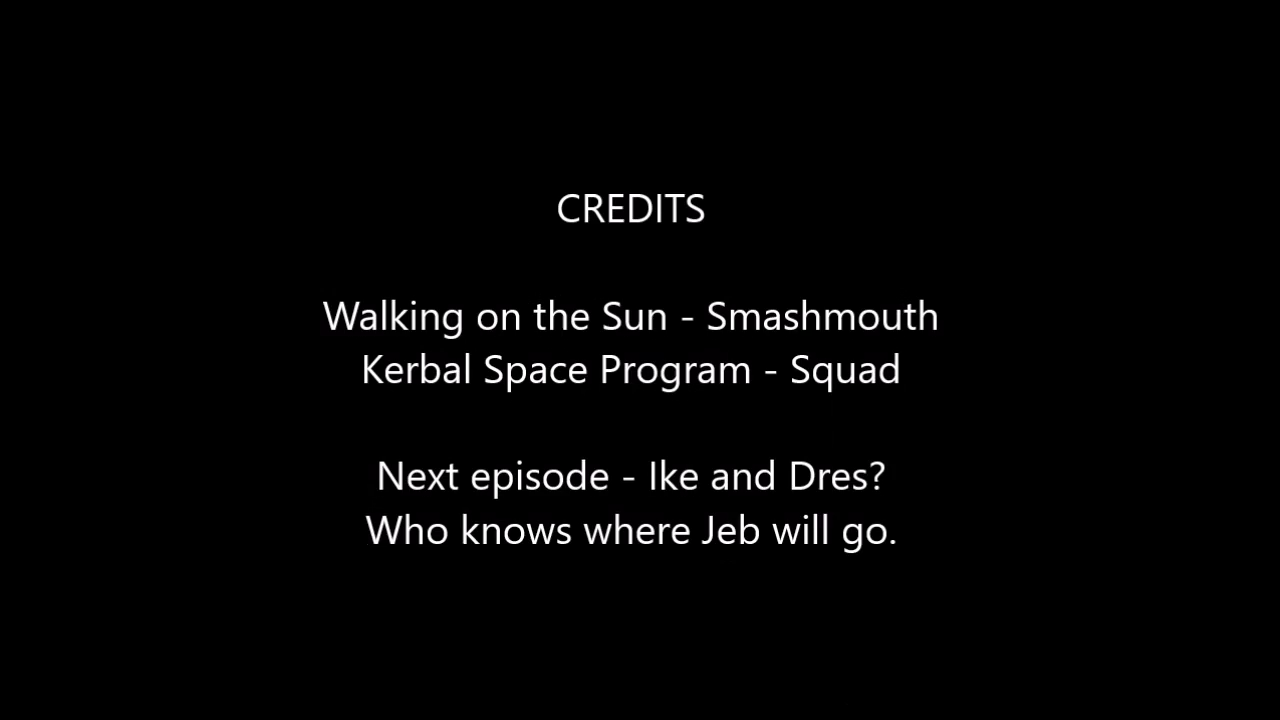 CREDITS
Walking on the Sun - Smashmouth
Kerbal Space Program - Squad
Next episode - Ike and Dres?
Who knows where Jeb will go.